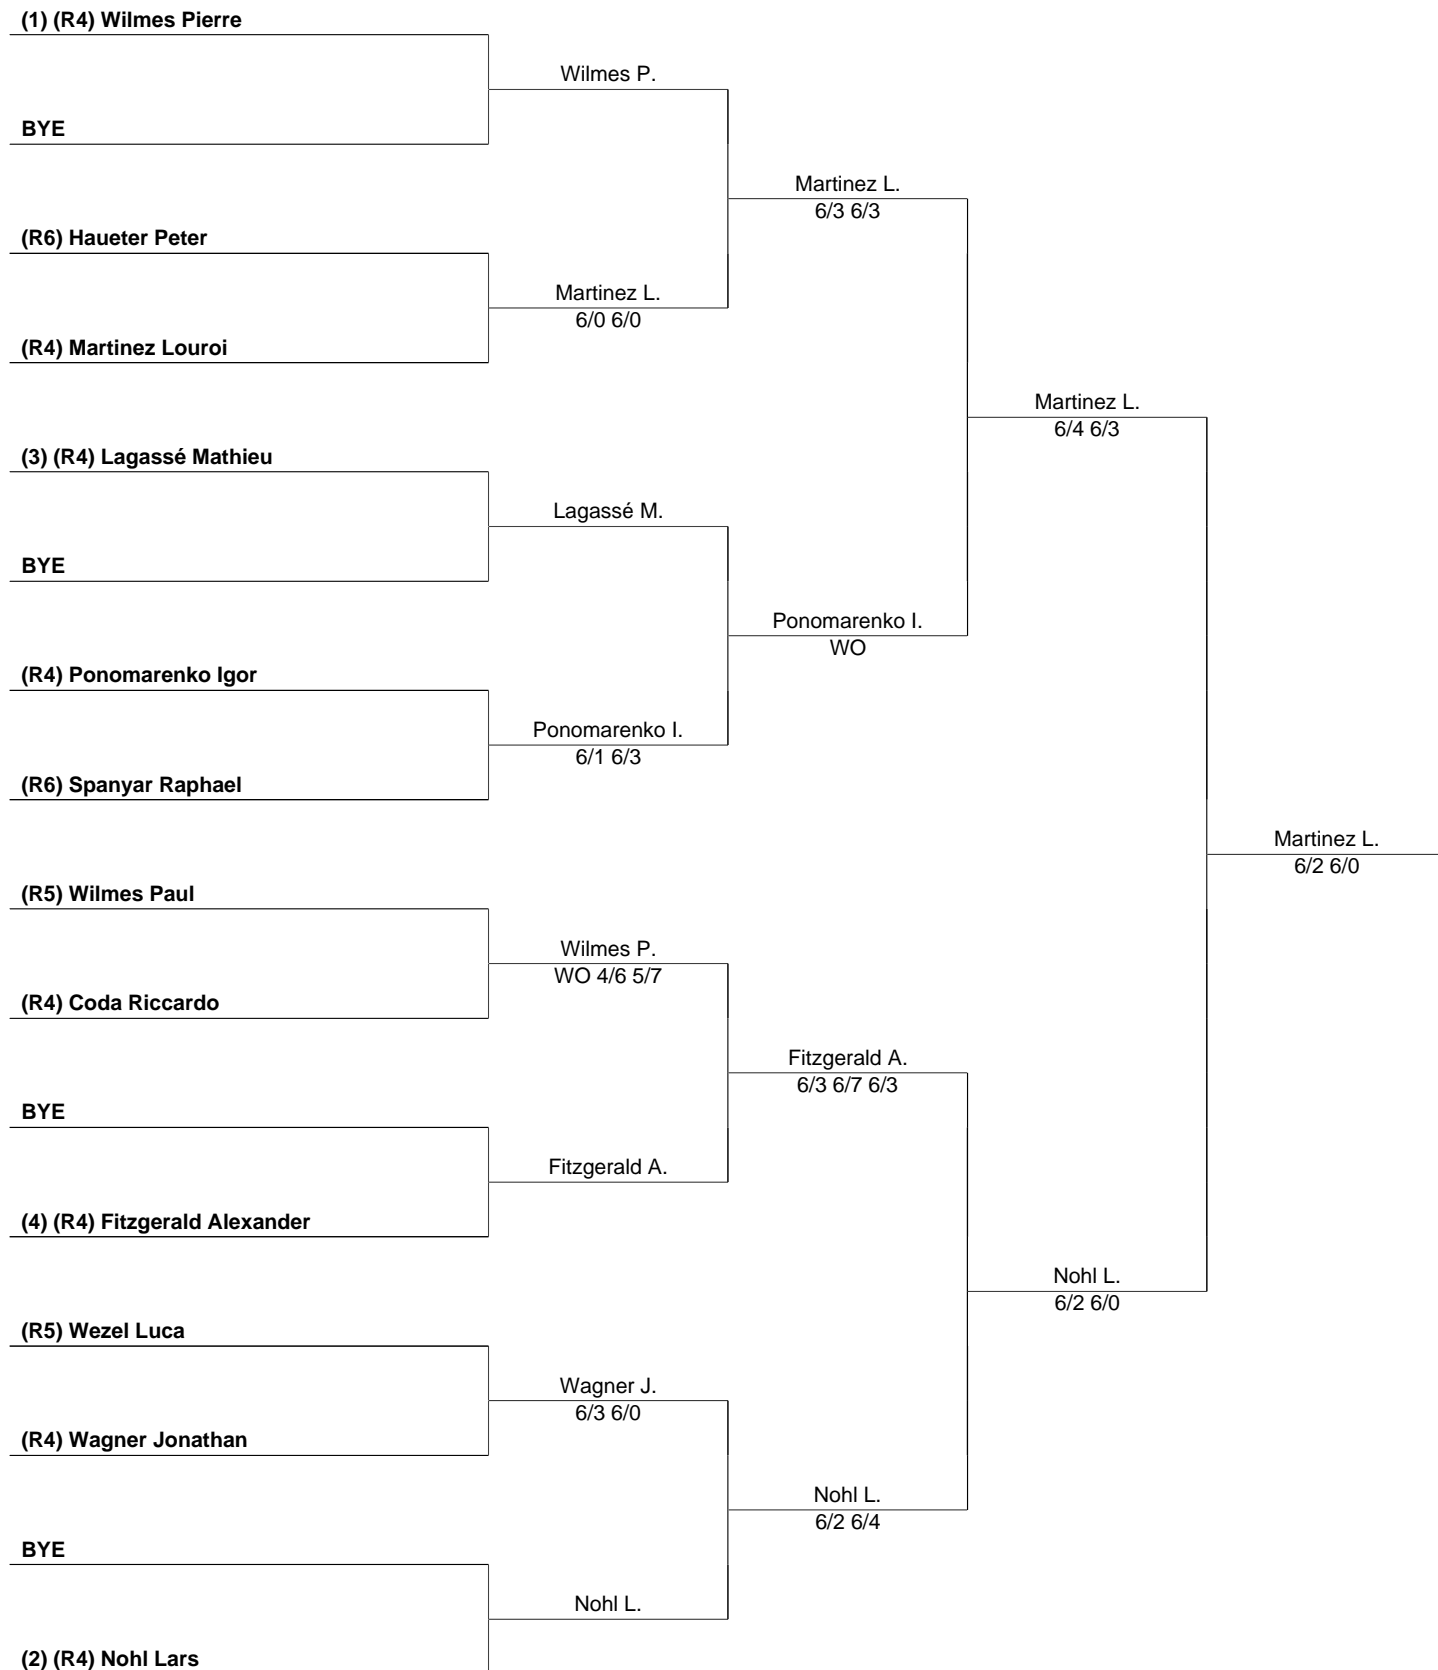 (1) (R4) Wilmes Pierre
Wilmes P.
BYE
Martinez L.
6/3 6/3
(R6) Haueter Peter
Martinez L.
6/0 6/0
(R4) Martinez Louroi
Martinez L.
6/4 6/3
(3) (R4) Lagassé Mathieu
Lagassé M.
BYE
Ponomarenko I.
WO
(R4) Ponomarenko Igor
Ponomarenko I.
6/1 6/3
(R6) Spanyar Raphael
Martinez L.
6/2 6/0
(R5) Wilmes Paul
Wilmes P.
WO 4/6 5/7
(R4) Coda Riccardo
Fitzgerald A.
6/3 6/7 6/3
BYE
Fitzgerald A.
(4) (R4) Fitzgerald Alexander
Nohl L.
6/2 6/0
(R5) Wezel Luca
Wagner J.
6/3 6/0
(R4) Wagner Jonathan
Nohl L.
6/2 6/4
BYE
Nohl L.
(2) (R4) Nohl Lars